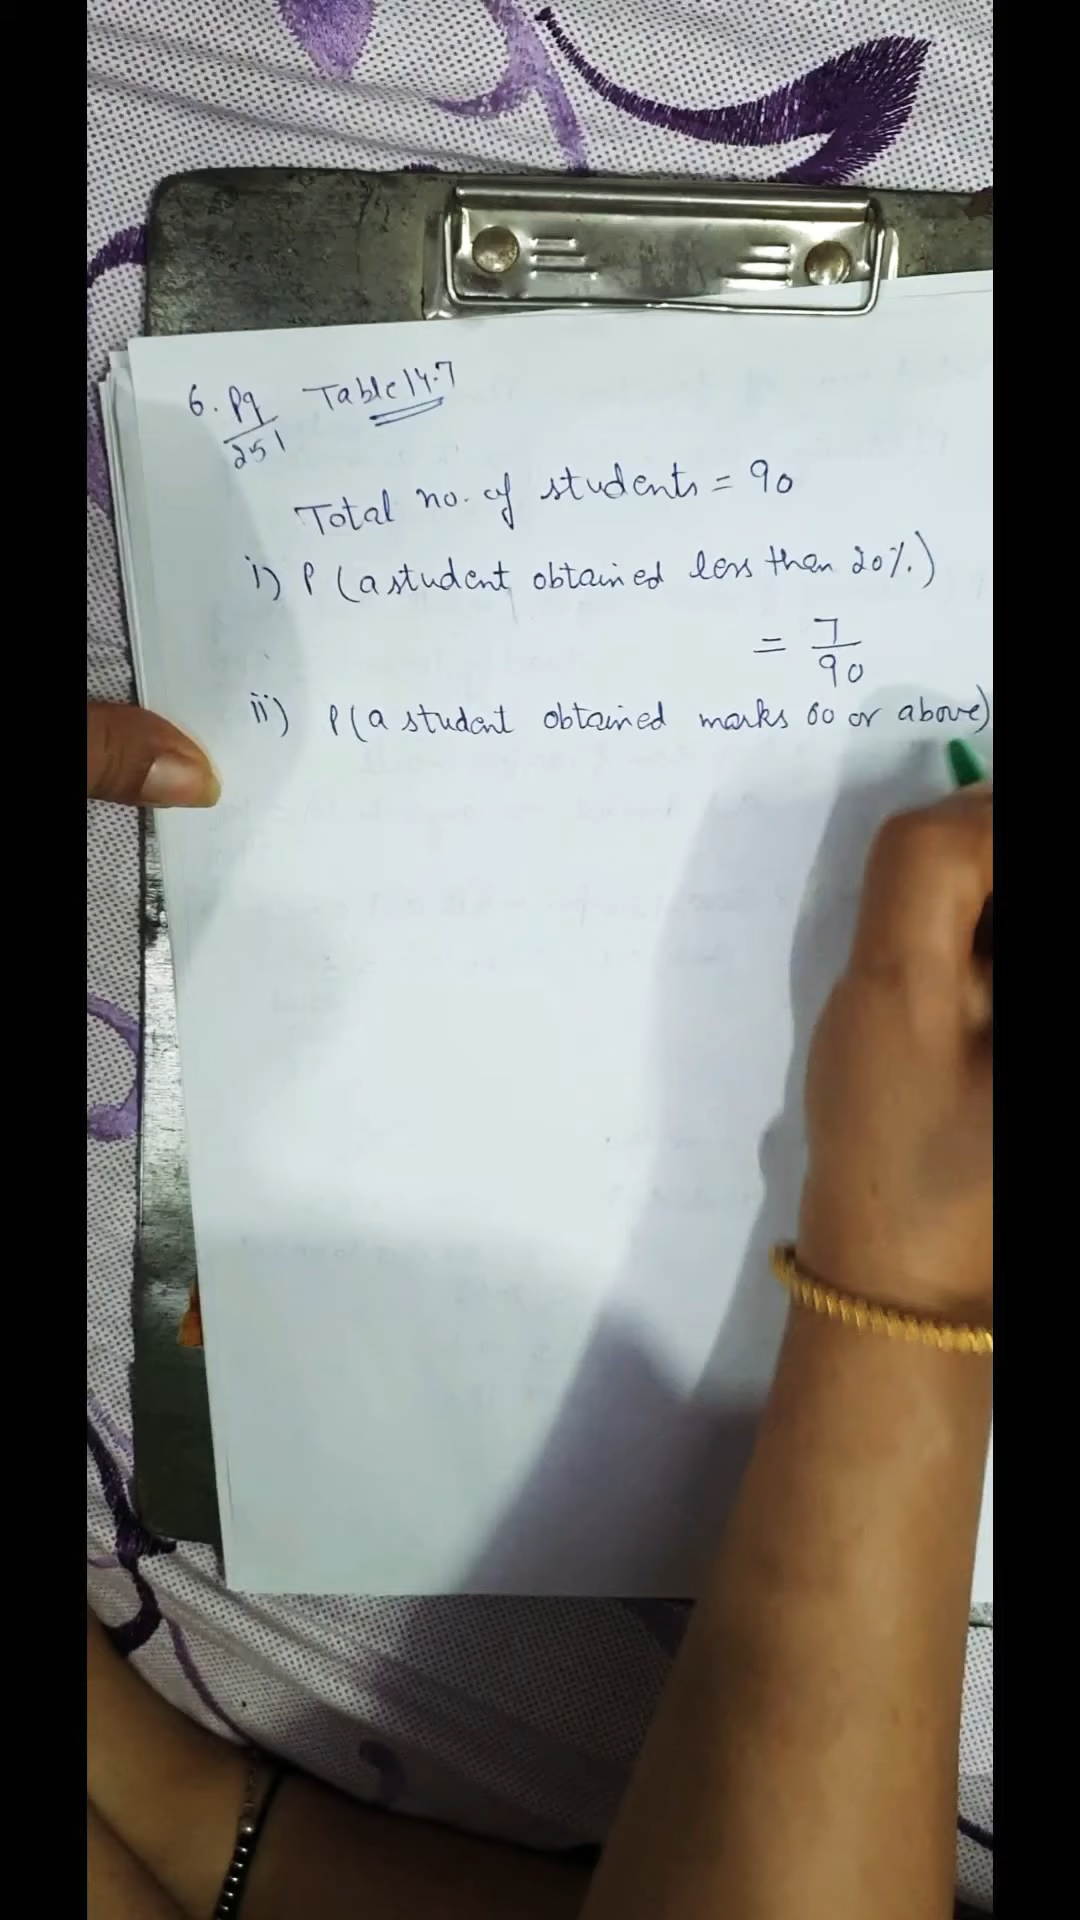 6. Pg Table 14.7
251
Total no. of students = 90
i) P (a student obtained less than 20%.)
= 7/90
ii) P(a student obtained marks 60 or above)